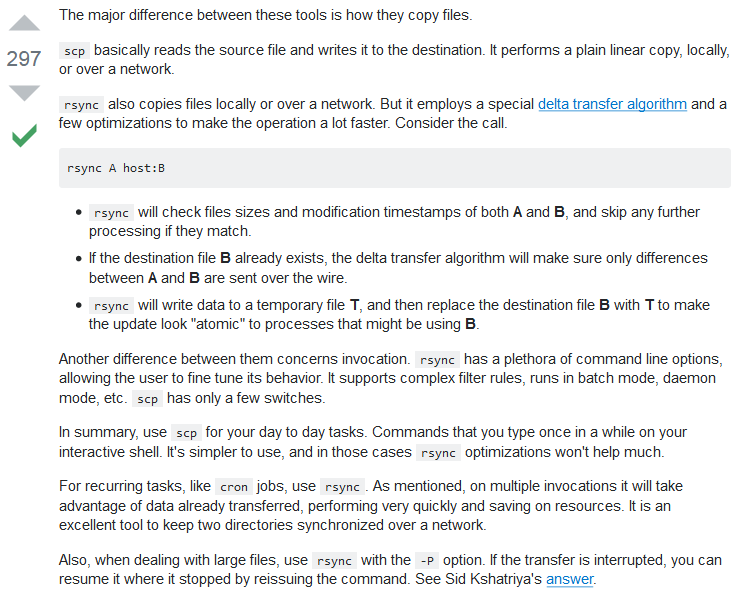 The major difference between these tools is how they copy files.
297
scp basically reads the source file and writes it to the destination. It performs a plain linear copy, locally,
or over a network.
rsync also copies files locally or over a network. But it employs a special delta transfer algorithm and a
few optimizations to make the operation a lot faster. Consider the call.
rsync A host:B
• rsync will check files sizes and modification timestamps of both A and B, and skip any further
processing if they match.
• If the destination file B already exists, the delta transfer algorithm will make sure only differences
between A and B are sent over the wire.
• rsync will write data to a temporary file T, and then replace the destination file B with T to make
the update look "atomic" to processes that might be using B.
Another difference between them concerns invocation. rsync has a plethora of command line options,
allowing the user to fine tune its behavior. It supports complex filter rules, runs in batch mode, daemon
mode, etc. scp has only a few switches.
In summary, use scp for your day to day tasks. Commands that you type once in a while on your
interactive shell. It's simpler to use, and in those cases rsync optimizations won't help much.
For recurring tasks, like cron jobs, use rsync. As mentioned, on multiple invocations it will take
advantage of data already transferred, performing very quickly and saving on resources. It is an
excellent tool to keep two directories synchronized over a network.
Also, when dealing with large files, use rsync with the -P option. If the transfer is interrupted, you can
resume it where it stopped by reissuing the command. See Sid Kshatriya's answer.